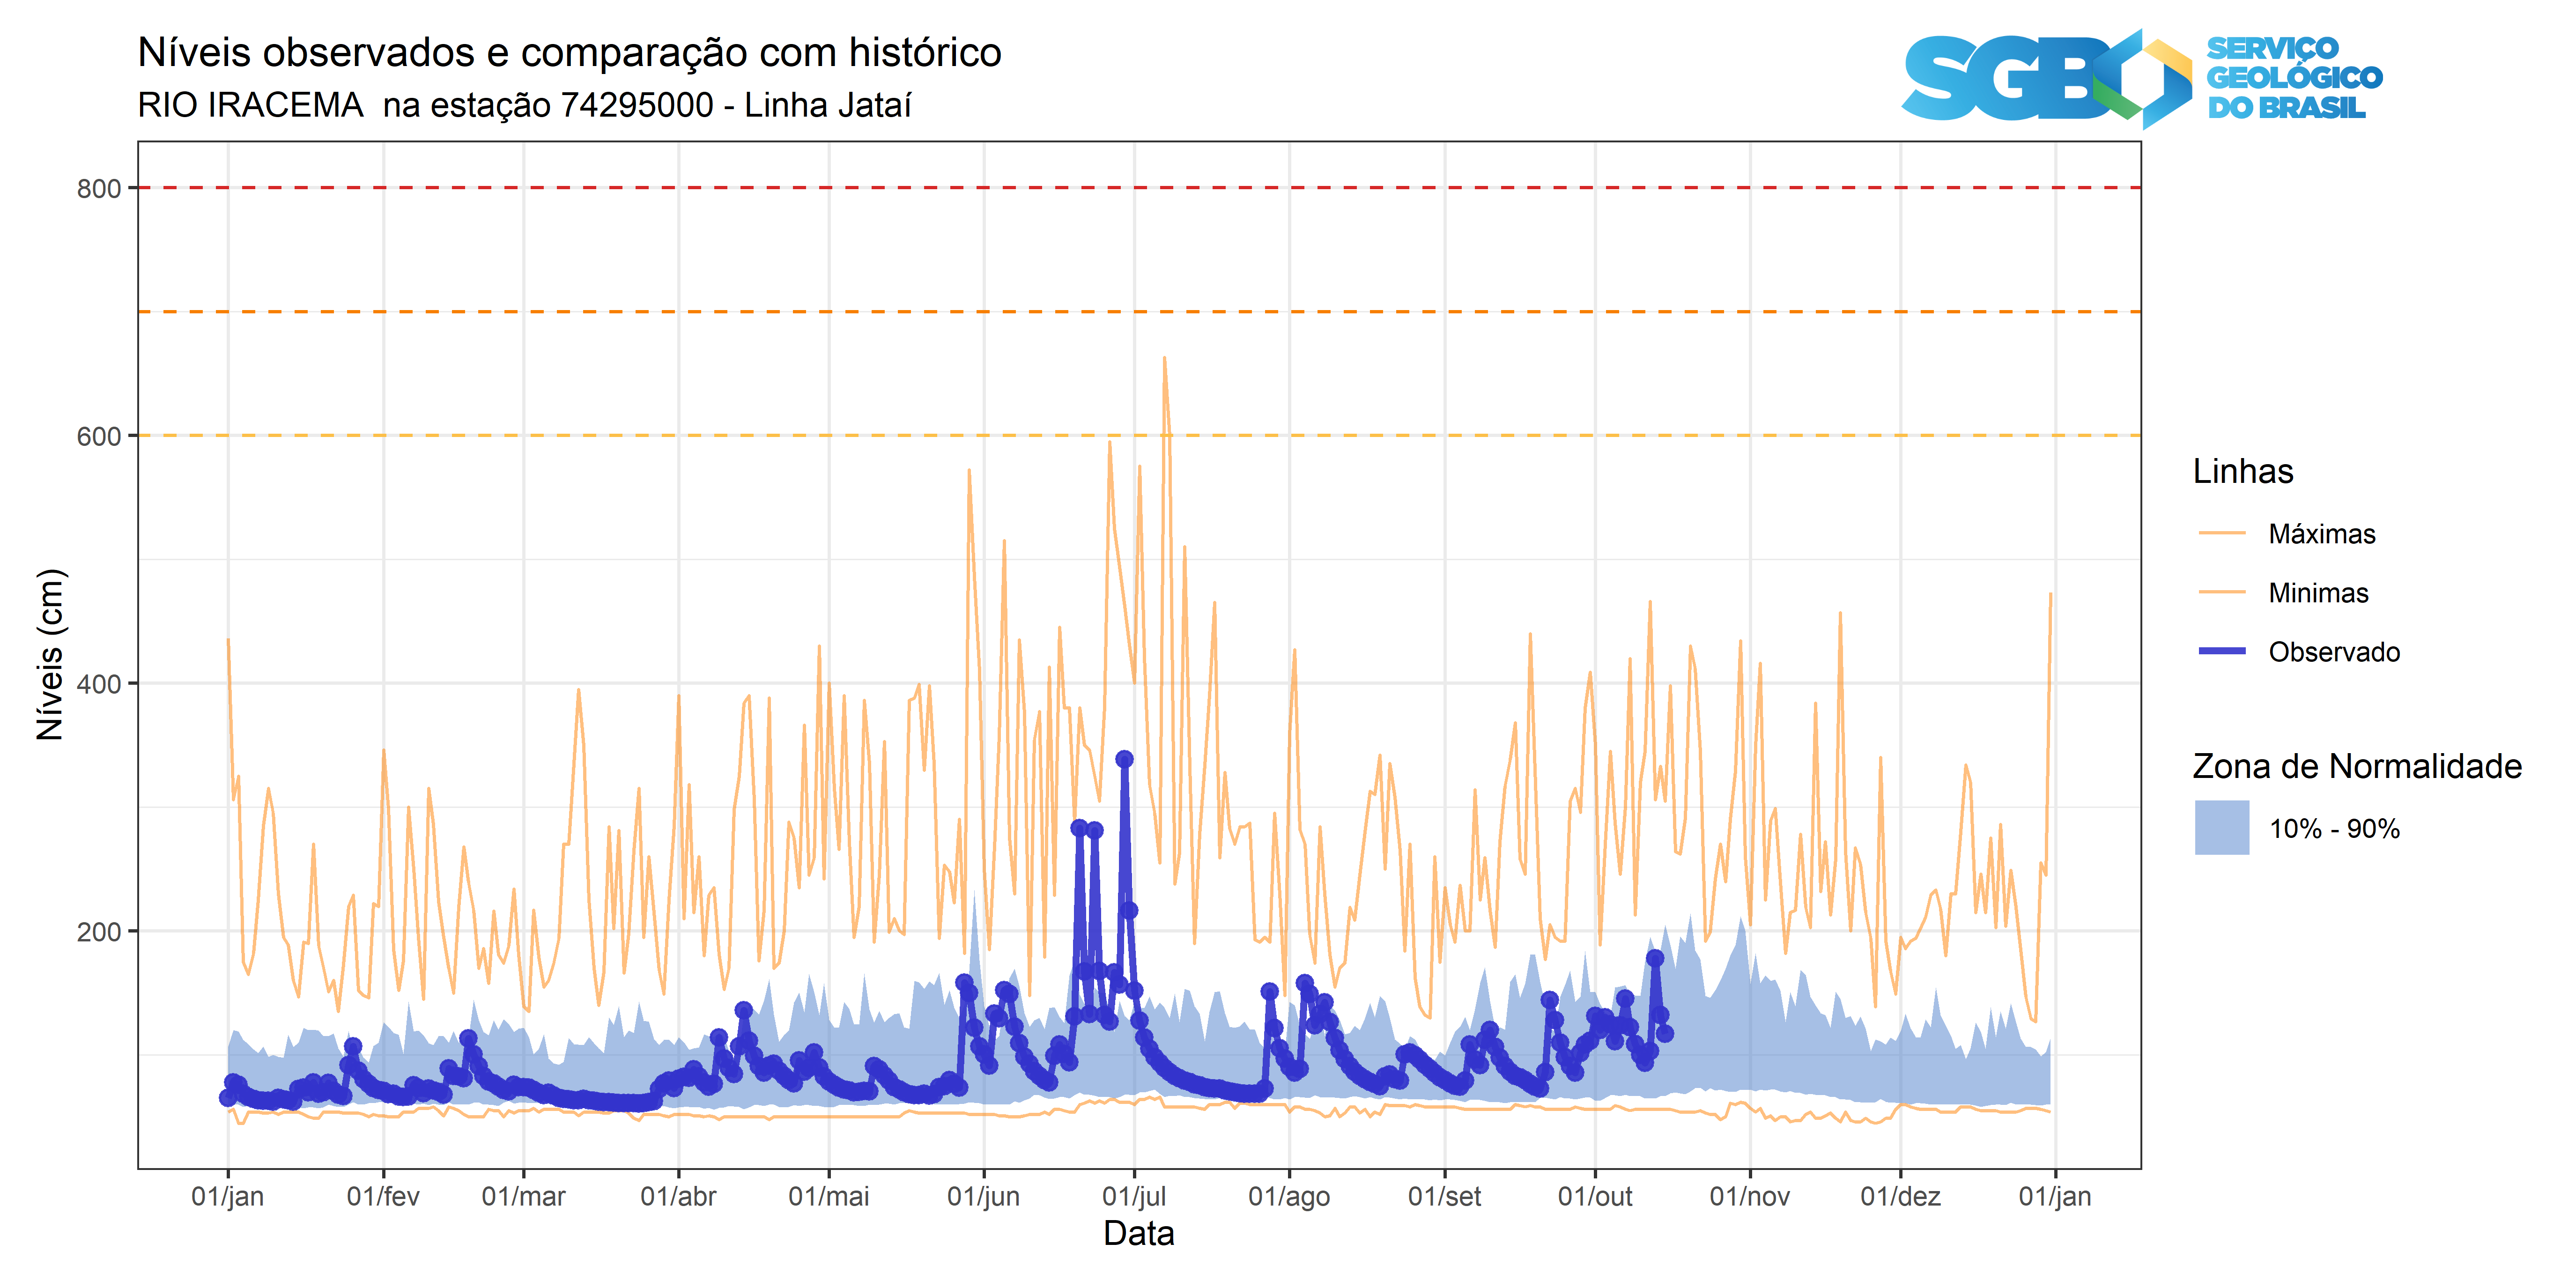 Níveis observados e comparação com histórico
RIO IRACEMA  na estação 74295000 - Linha Jataí
SGB
SERVIÇO
GEOLÓGICO
DO BRASIL
800
600
400
200
Níveis (cm)
01/jan
01/fev
01/mar
01/abr
01/mai
01/jun
01/jul
01/ago
01/set
01/out
01/nov
01/dez
01/jan
Data
Linhas
Máximas
Minimas
Observado
Zona de Normalidade
10% - 90%